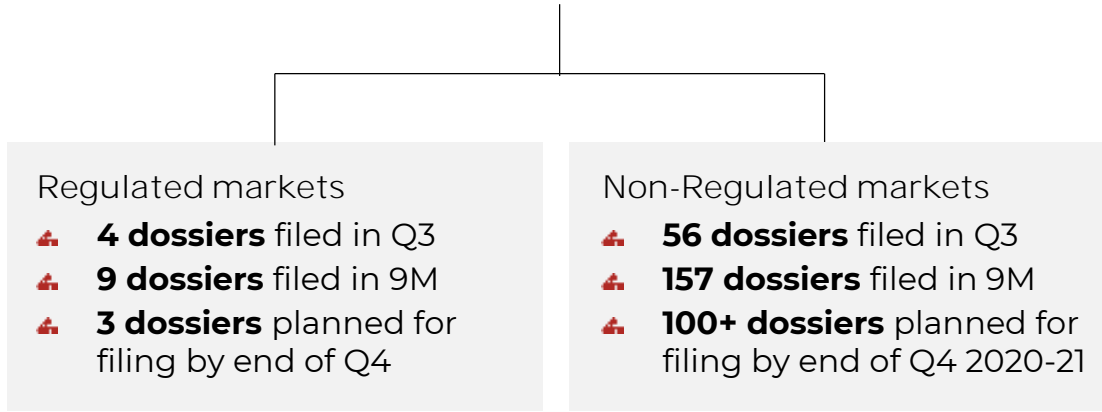 Regulated markets
4 dossiers filed in Q3
9 dossiers filed in 9M
3 dossiers planned for
filing by end of Q4
Non-Regulated markets
56 dossiers filed in Q3
157 dossiers filed in 9M
100+ dossiers planned for
filing by end of Q4 2020-21